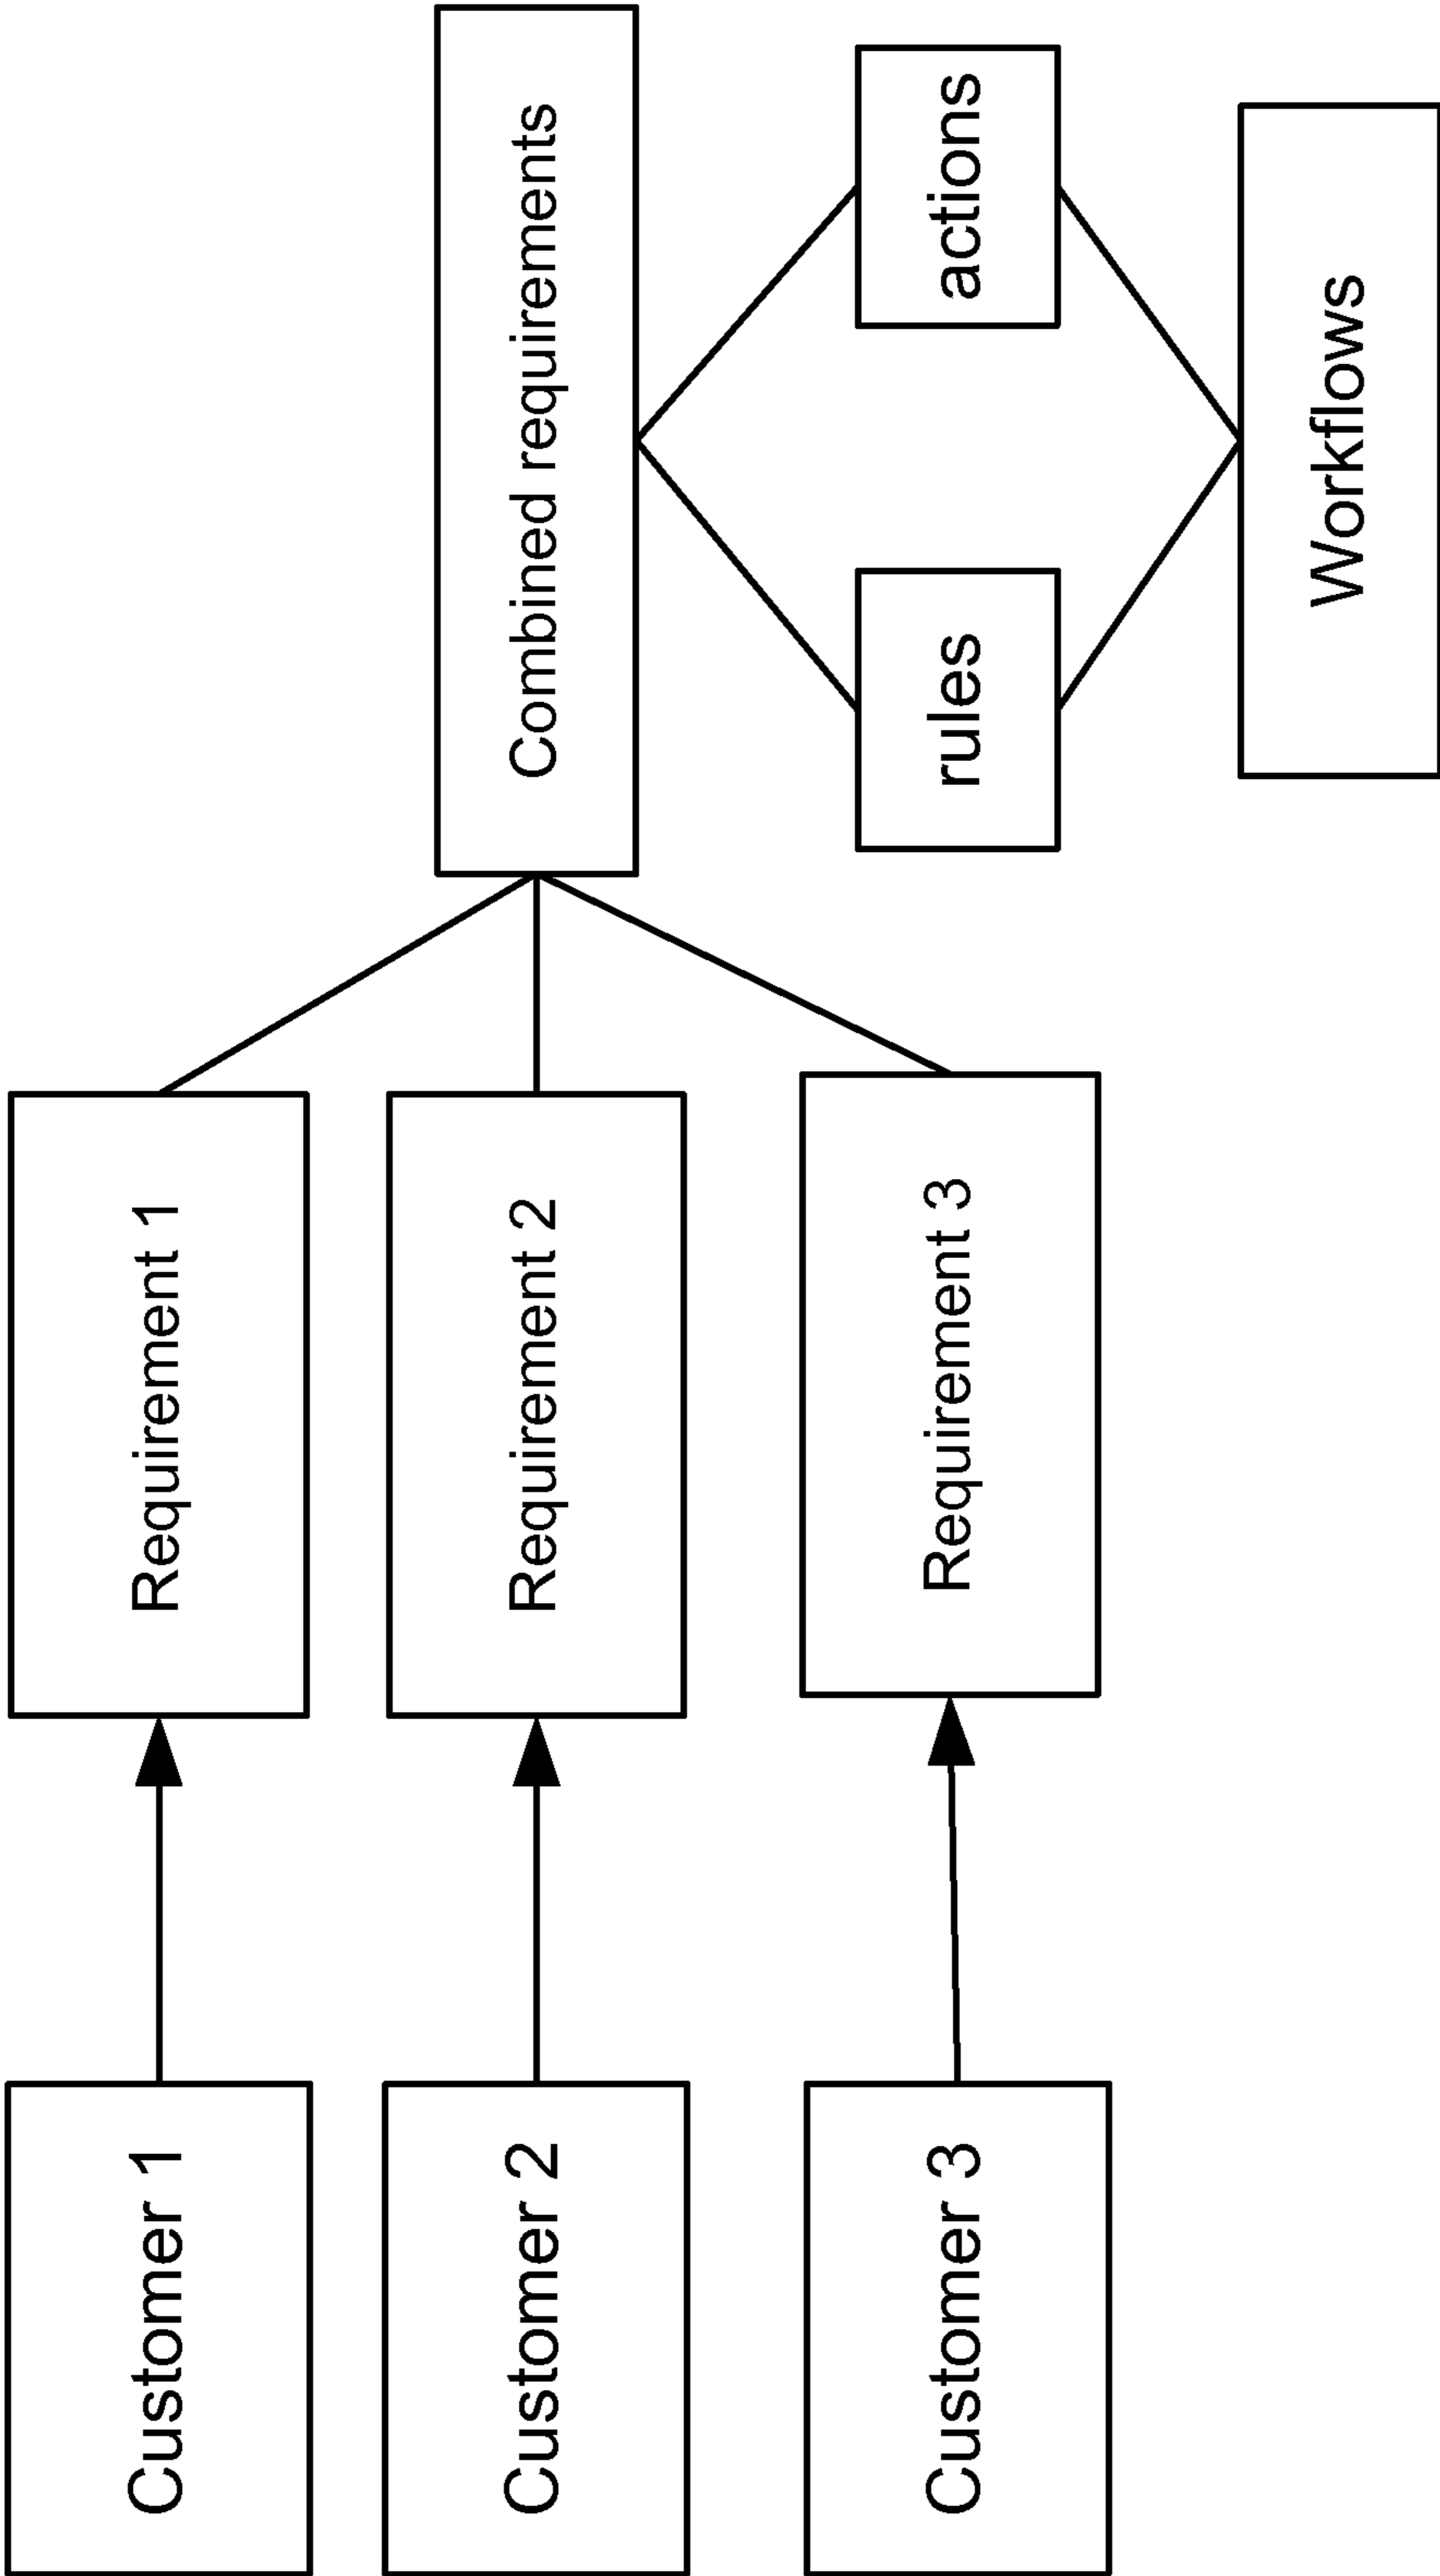 Customer 1
Requirement 1
Customer 2
Requirement 2
Combined requirements
Customer 3
Requirement 3
rules
actions
Workflows